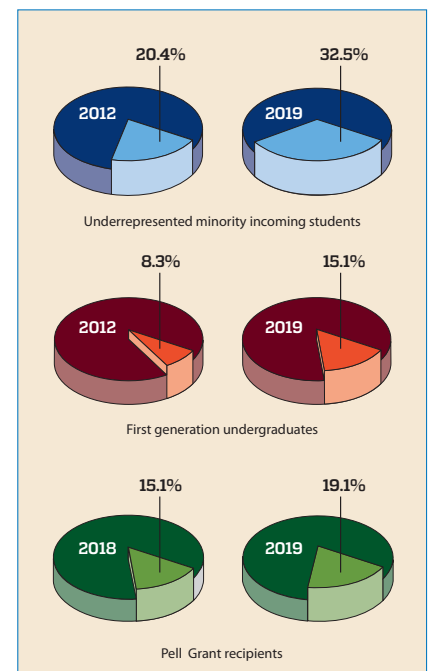 20.4% 32.5%
2012 2019
Underrepresented minority incoming students
8.3% 15.1%
2012 2019
First generation undergraduates
15.1% 19.1%
2018 2019
Pell Grant recipients